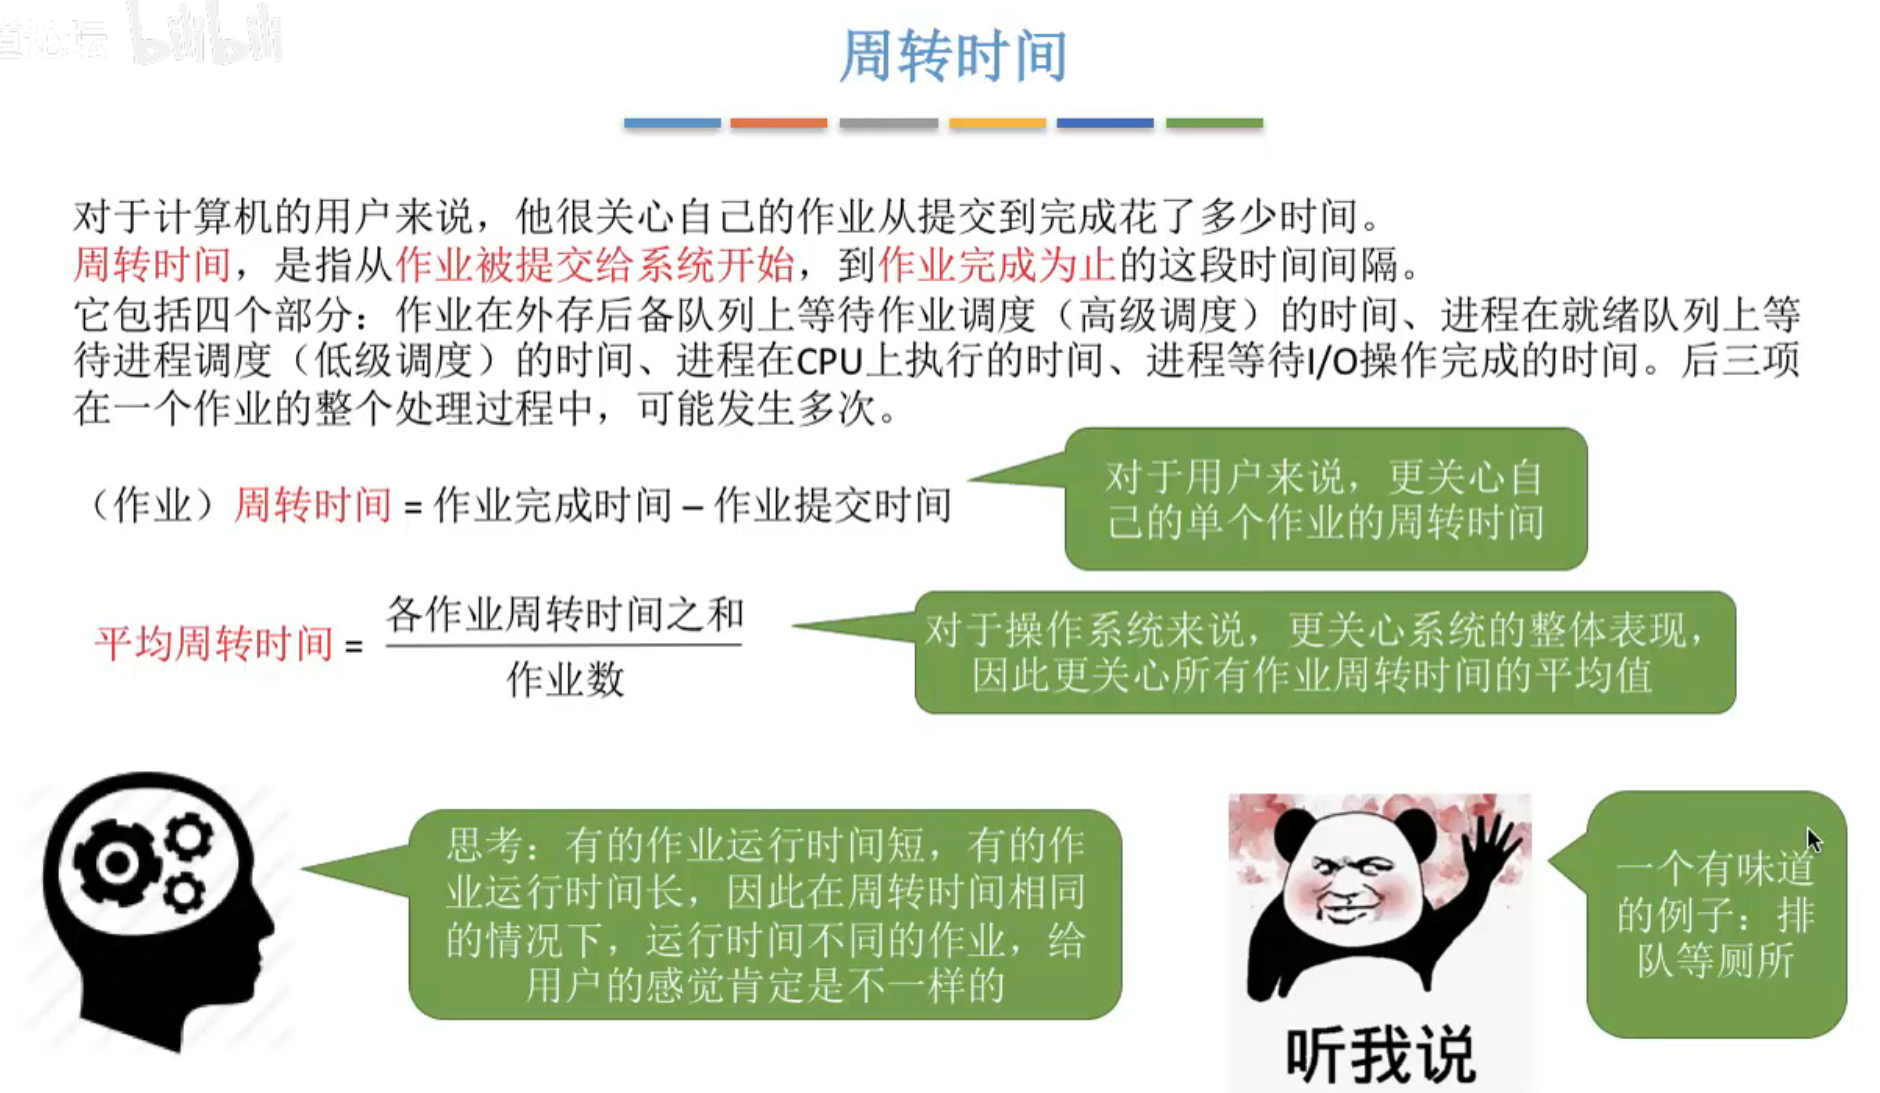 道论坛 bilibili
周转时间
对于计算机的用户来说，他很关心自己的作业从提交到完成花了多少时间。
周转时间，是指从作业被提交给系统开始，到作业完成为止的这段时间间隔。
它包括四个部分：作业在外存后备队列上等待作业调度（高级调度）的时间、进程在就绪队列上等
待进程调度（低级调度）的时间、进程在CPU上执行的时间、进程等待I/O操作完成的时间。后三项
在一个作业的整个处理过程中，可能发生多次。
对于用户来说，更关心自
己的单个作业的周转时间
（作业）周转时间 = 作业完成时间 – 作业提交时间
平均周转时间 =
各作业周转时间之和
作业数
对于操作系统来说，更关心系统的整体表现，
因此更关心所有作业周转时间的平均值
思考：有的作业运行时间短，有的作
业运行时间长，因此在周转时间相同
的情况下，运行时间不同的作业，给
用户的感觉肯定是不一样的
听我说
一个有味道
的例子：排
队等厕所